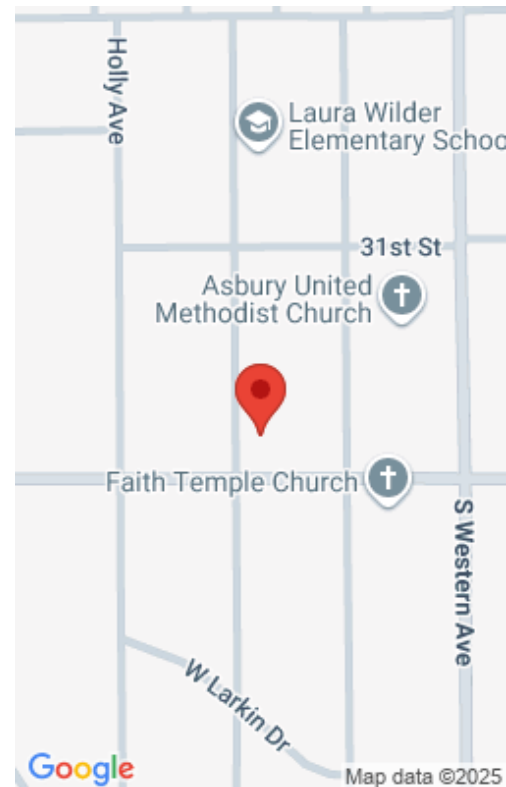 Holly Ave
Laura Wilder
Elementary Schoo
31st St
Asbury United
Methodist Church
Faith Temple Church
S Western Ave
W Larkin Dr
Google
Map data ©2025